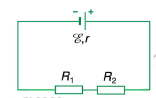 - +
ℰ,r
R₁ R₂